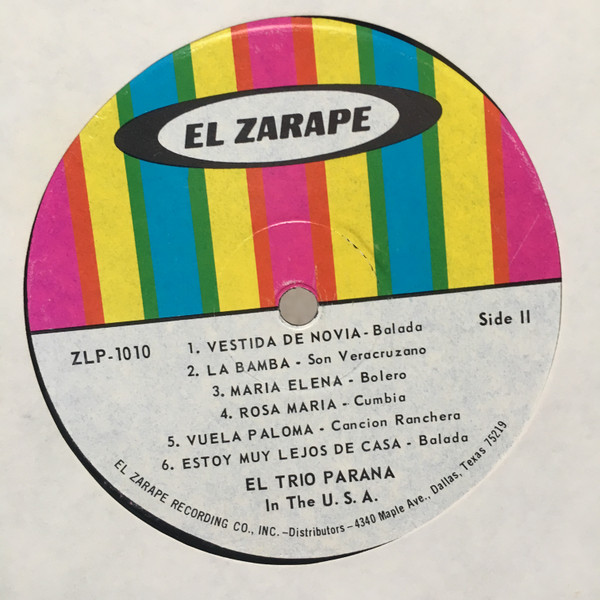 EL ZARAPE
ZLP-1010
Side II
1. VESTIDA DE NOVIA - Balada
2. LA BAMBA - Son Veracruzano
3. MARIA ELENA - Bolero
4. ROSA MARIA - Cumbia
5. VUELA PALOMA - Cancion Ranchera
6. ESTOY MUY LEJOS DE CASA - Balada
EL TRIO PARANA
In The U. S. A.
EL ZARAPE RECORDING CO., INC. -Distributors - 4340 Maple Ave., Dallas, Texas 75219